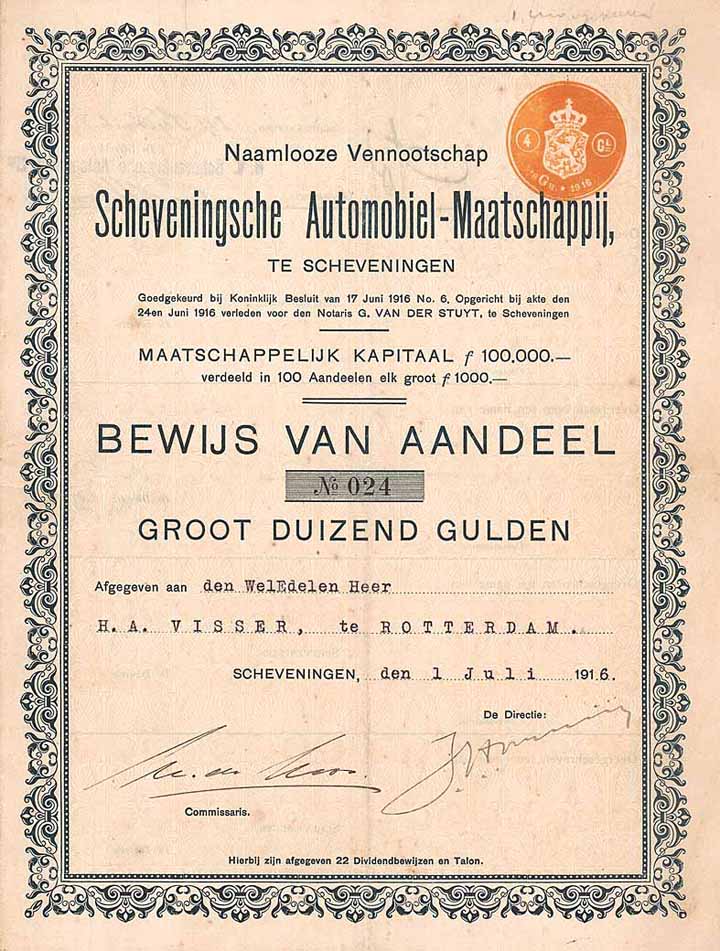 4 GL
Naamlooze Vennootschap
Scheveningsche Automobiel-Maatschappij,
TE SCHEVENINGEN
Goedgekeurd bij Koninklijk Besluit van 17 Juni 1916 No. 6, Opgericht bij akte den
24en Juni 1916 verleden voor den Notaris G. VAN DER STUYT, te Scheveningen
MAATSCHAPPELIJK KAPITAAL ƒ 100.000.—
verdeeld in 100 Aandeelen elk groot ƒ 1000.—
BEWIJS VAN AANDEEL
№ 024
GROOT DUIZEND GULDEN
Afgegeven aan den WelEdelen Heer
H.A. VISSER, te ROTTERDAM.
SCHEVENINGEN, den 1 Juli 1916.
De Directie:
Commissaris.
Hierbij zijn afgegeven 22 Dividendbewijzen en Talon.